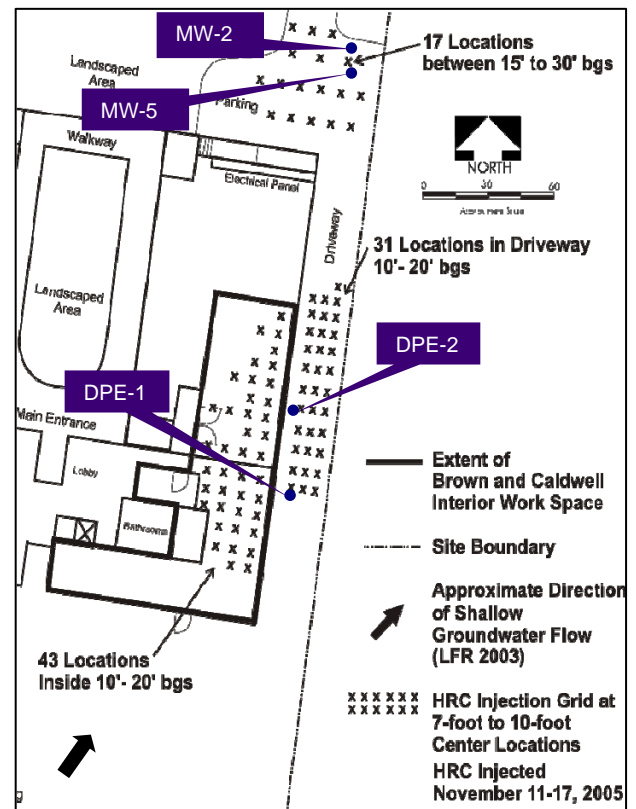 MW-2
17 Locations
between 15' to 30' bgs
Landscaped
Area
MW-5
Parking
Walkway
NORTH
0 30 60
Electrical Panel
Driveway
31 Locations in Driveway
10'- 20' bgs
Landscaped
Area
DPE-2
DPE-1
Main Entrance
Lobby
Bathrooms
Extent of
Brown and Caldwell
Interior Work Space
Site Boundary
Approximate Direction
of Shallow
Groundwater Flow
(LFR 2003)
43 Locations
Inside 10'- 20' bgs
HRC Injection Grid at
7-foot to 10-foot
Center Locations
HRC Injected
November 11-17, 2005